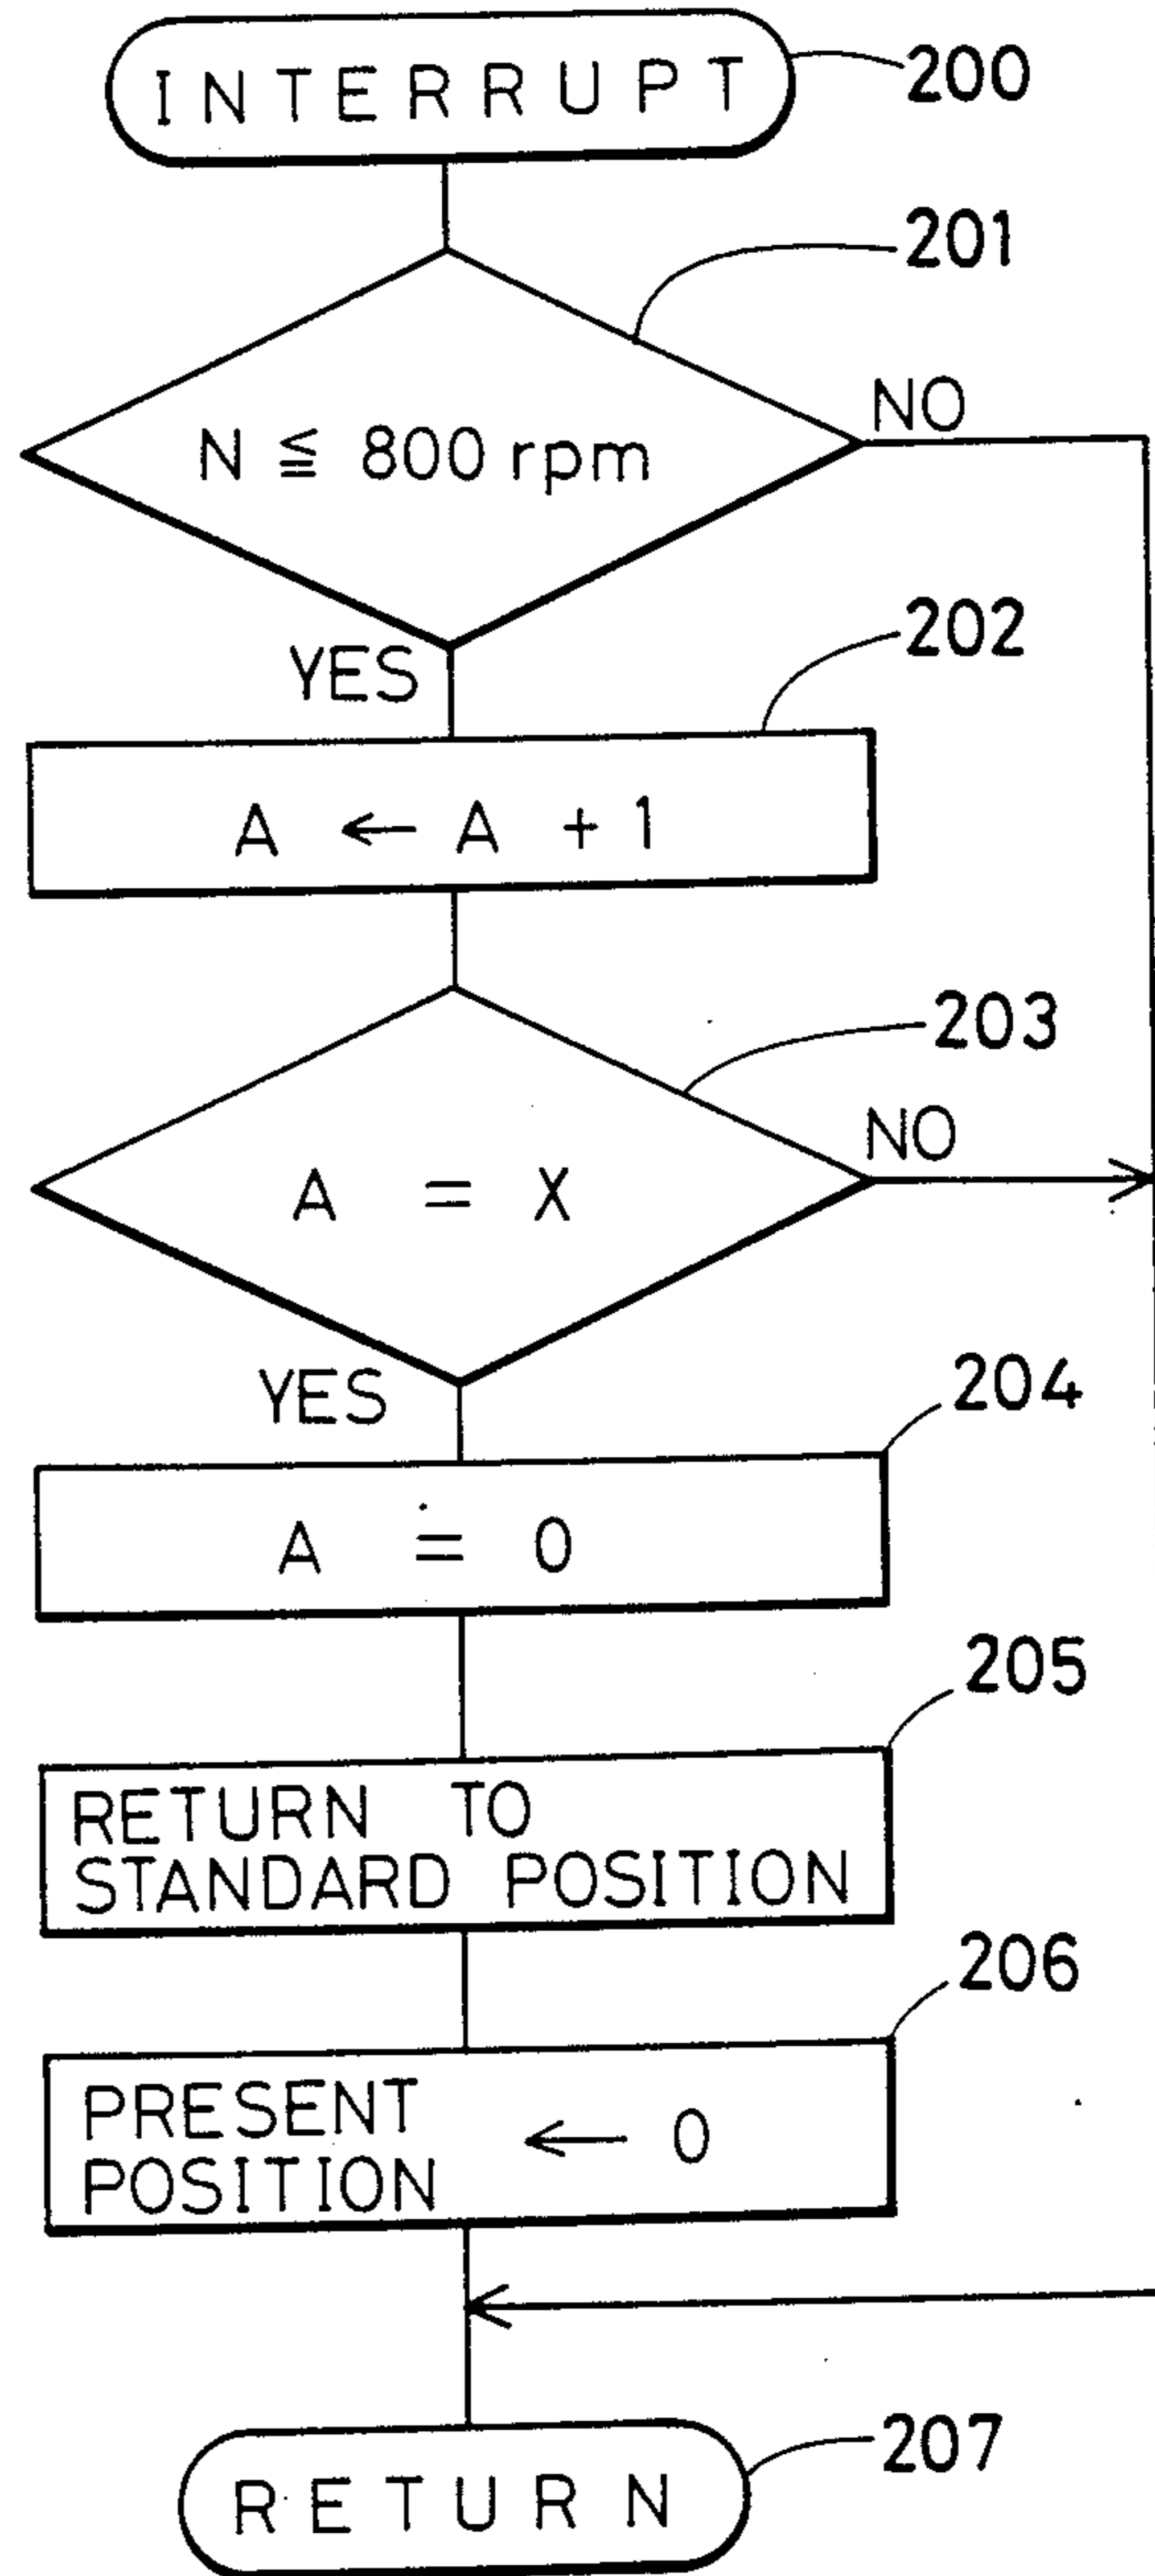 INTERRUPT
200
201
N ≦ 800 rpm
NO
YES
202
A ← A + 1
203
A = X
NO
YES
204
A = 0
205
RETURN TO
STANDARD POSITION
206
PRESENT
POSITION ← 0
RETURN
207